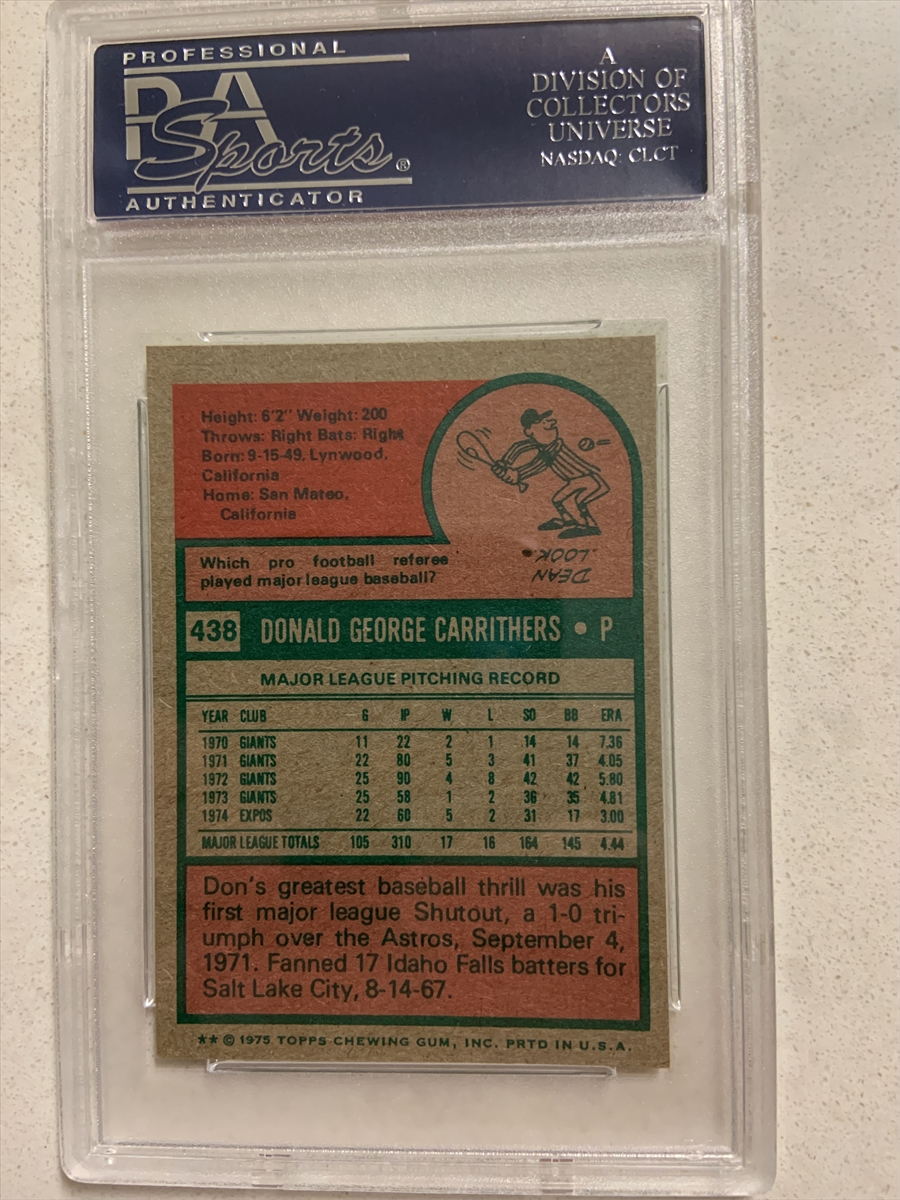 PROFESSIONAL
PSA
Sports®
AUTHENTICATOR
A
DIVISION OF
COLLECTORS
UNIVERSE
NASDAQ: CLCT
Height: 6'2" Weight: 200
Throws: Right Bats: Right
Born: 9-15-49, Lynwood,
California
Home: San Mateo,
California
DEAN
LOOK.
Which pro football referee
played major league baseball?
438 DONALD GEORGE CARRITHERS • P
MAJOR LEAGUE PITCHING RECORD
YEAR CLUB G IP W L SO BB ERA
1970 GIANTS 11 22 2 1 14 14 7.36
1971 GIANTS 22 80 5 3 41 37 4.05
1972 GIANTS 25 90 4 8 42 42 5.80
1973 GIANTS 25 58 1 2 36 35 4.81
1974 EXPOS 22 60 5 2 31 17 3.00
MAJOR LEAGUE TOTALS 105 310 17 16 164 145 4.44
Don's greatest baseball thrill was his
first major league Shutout, a 1-0 tri-
umph over the Astros, September 4,
1971. Fanned 17 Idaho Falls batters for
Salt Lake City, 8-14-67.
** © 1975 TOPPS CHEWING GUM, INC. PRTD IN U.S.A.